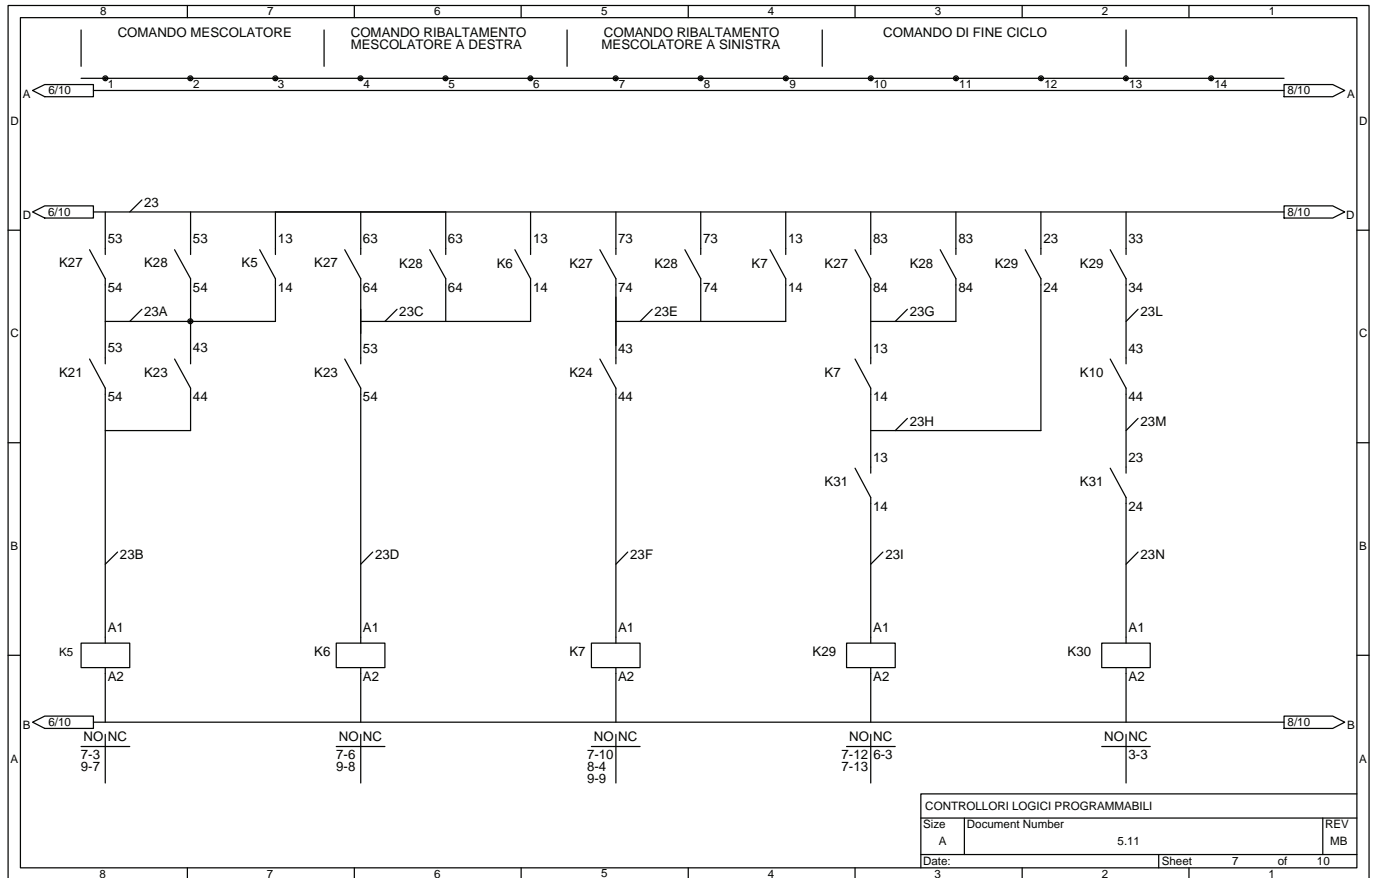 8 7 6 5 4 3 2 1
COMANDO MESCOLATORE
COMANDO RIBALTAMENTO
MESCOLATORE A DESTRA
COMANDO RIBALTAMENTO
MESCOLATORE A SINISTRA
COMANDO DI FINE CICLO
1 2 3 4 5 6 7 8 9 10 11 12 13 14
A 6/10 8/10 A
D D
23
D 6/10 8/10 D
53 53 13 63 63 13 73 73 13 83 83 23 33
K27 K28 K5 K27 K28 K6 K27 K28 K7 K27 K28 K29 K29
54 54 14 64 64 14 74 74 14 84 84 24 34
23A 23C 23E 23G 23L
C C
53 43 53 43 13 43
K21 K23 K23 K24 K7 K10
54 44 54 44 14 44
23H 23M
13 23
K31 K31
14 24
B B
23B 23D 23F 23I 23N
A1 A1 A1 A1 A1
K5 K6 K7 K29 K30
A2 A2 A2 A2 A2
B 6/10 8/10 B
NO NC NO NC NO NC NO NC NO NC
7-3 7-6 7-10 7-12 6-3 3-3
9-7 9-8 8-4 7-13
9-9
A A
CONTROLLORI LOGICI PROGRAMMABILI
Size Document Number REV
A 5.11 MB
Date: Sheet 7 of 10
8 7 6 5 4 3 2 1